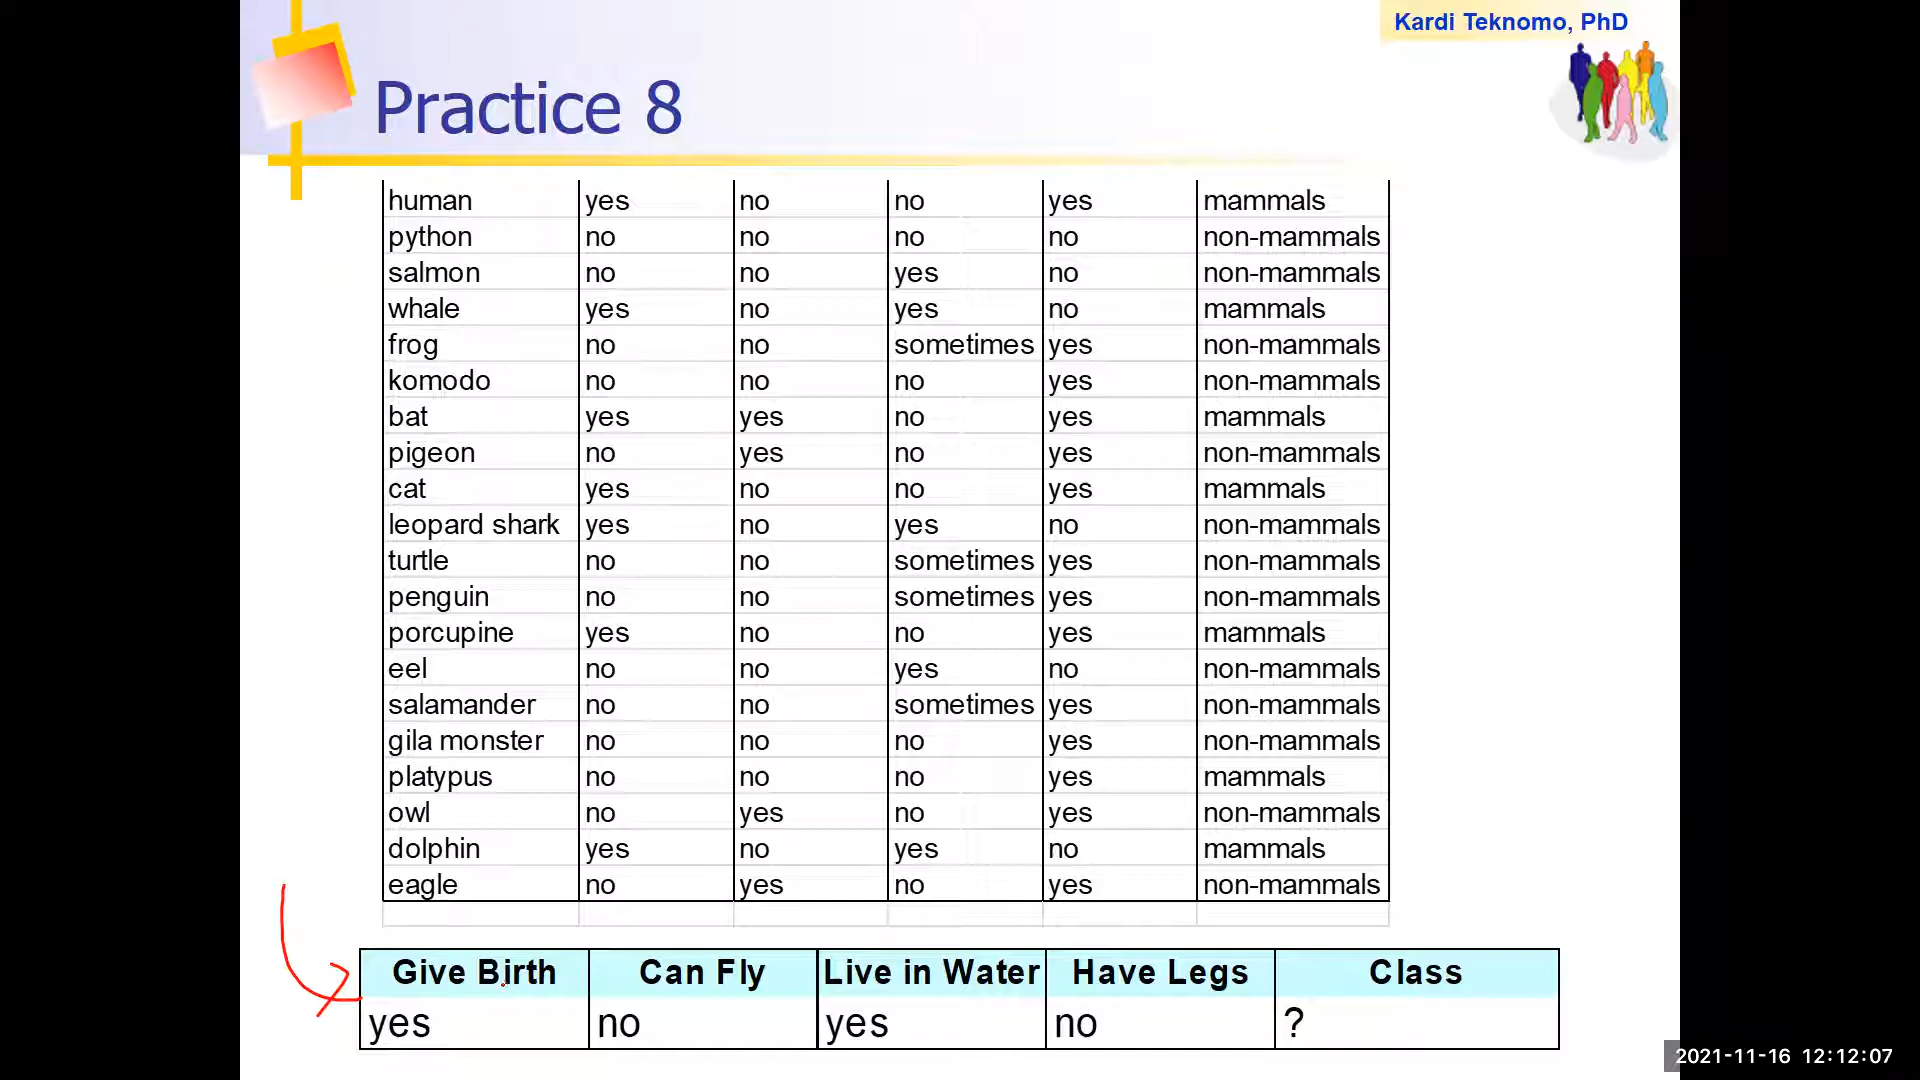 Kardi Teknomo, PhD
Practice 8
human yes no no yes mammals
python no no no no non-mammals
salmon no no yes no non-mammals
whale yes no yes no mammals
frog no no sometimes yes non-mammals
komodo no no no yes non-mammals
bat yes yes no yes mammals
pigeon no yes no yes non-mammals
cat yes no no yes mammals
leopard shark yes no yes no non-mammals
turtle no no sometimes yes non-mammals
penguin no no sometimes yes non-mammals
porcupine yes no no yes mammals
eel no no yes no non-mammals
salamander no no sometimes yes non-mammals
gila monster no no no yes non-mammals
platypus no no no yes mammals
owl no yes no yes non-mammals
dolphin yes no yes no mammals
eagle no yes no yes non-mammals
Give Birth Can Fly Live in Water Have Legs Class
yes no yes no ?
2021-11-16 12:12:07